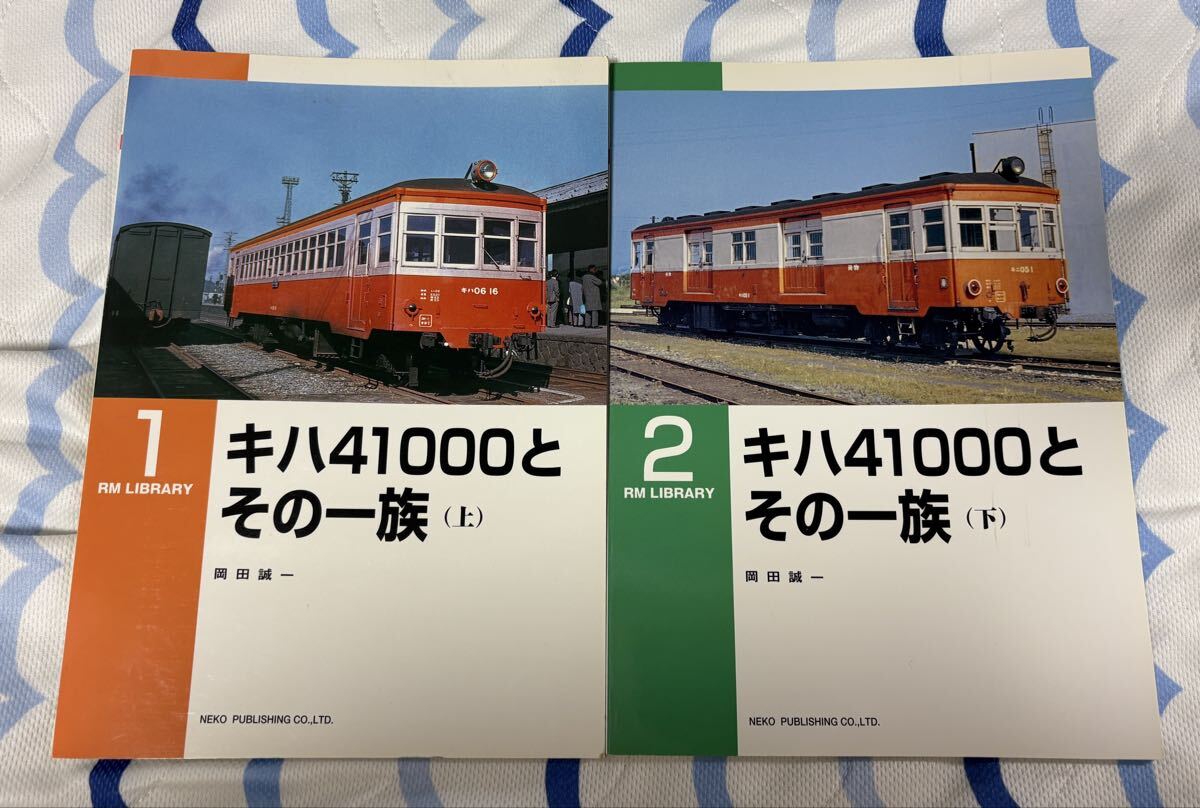 キハ06 16
1
RM LIBRARY
キハ41000と
その一族(上)
岡田誠一
NEKO PUBLISHING CO.,LTD.
荷物
キニ05 1
2
RM LIBRARY
キハ41000と
その一族(下)
岡田誠一
NEKO PUBLISHING CO.,LTD.